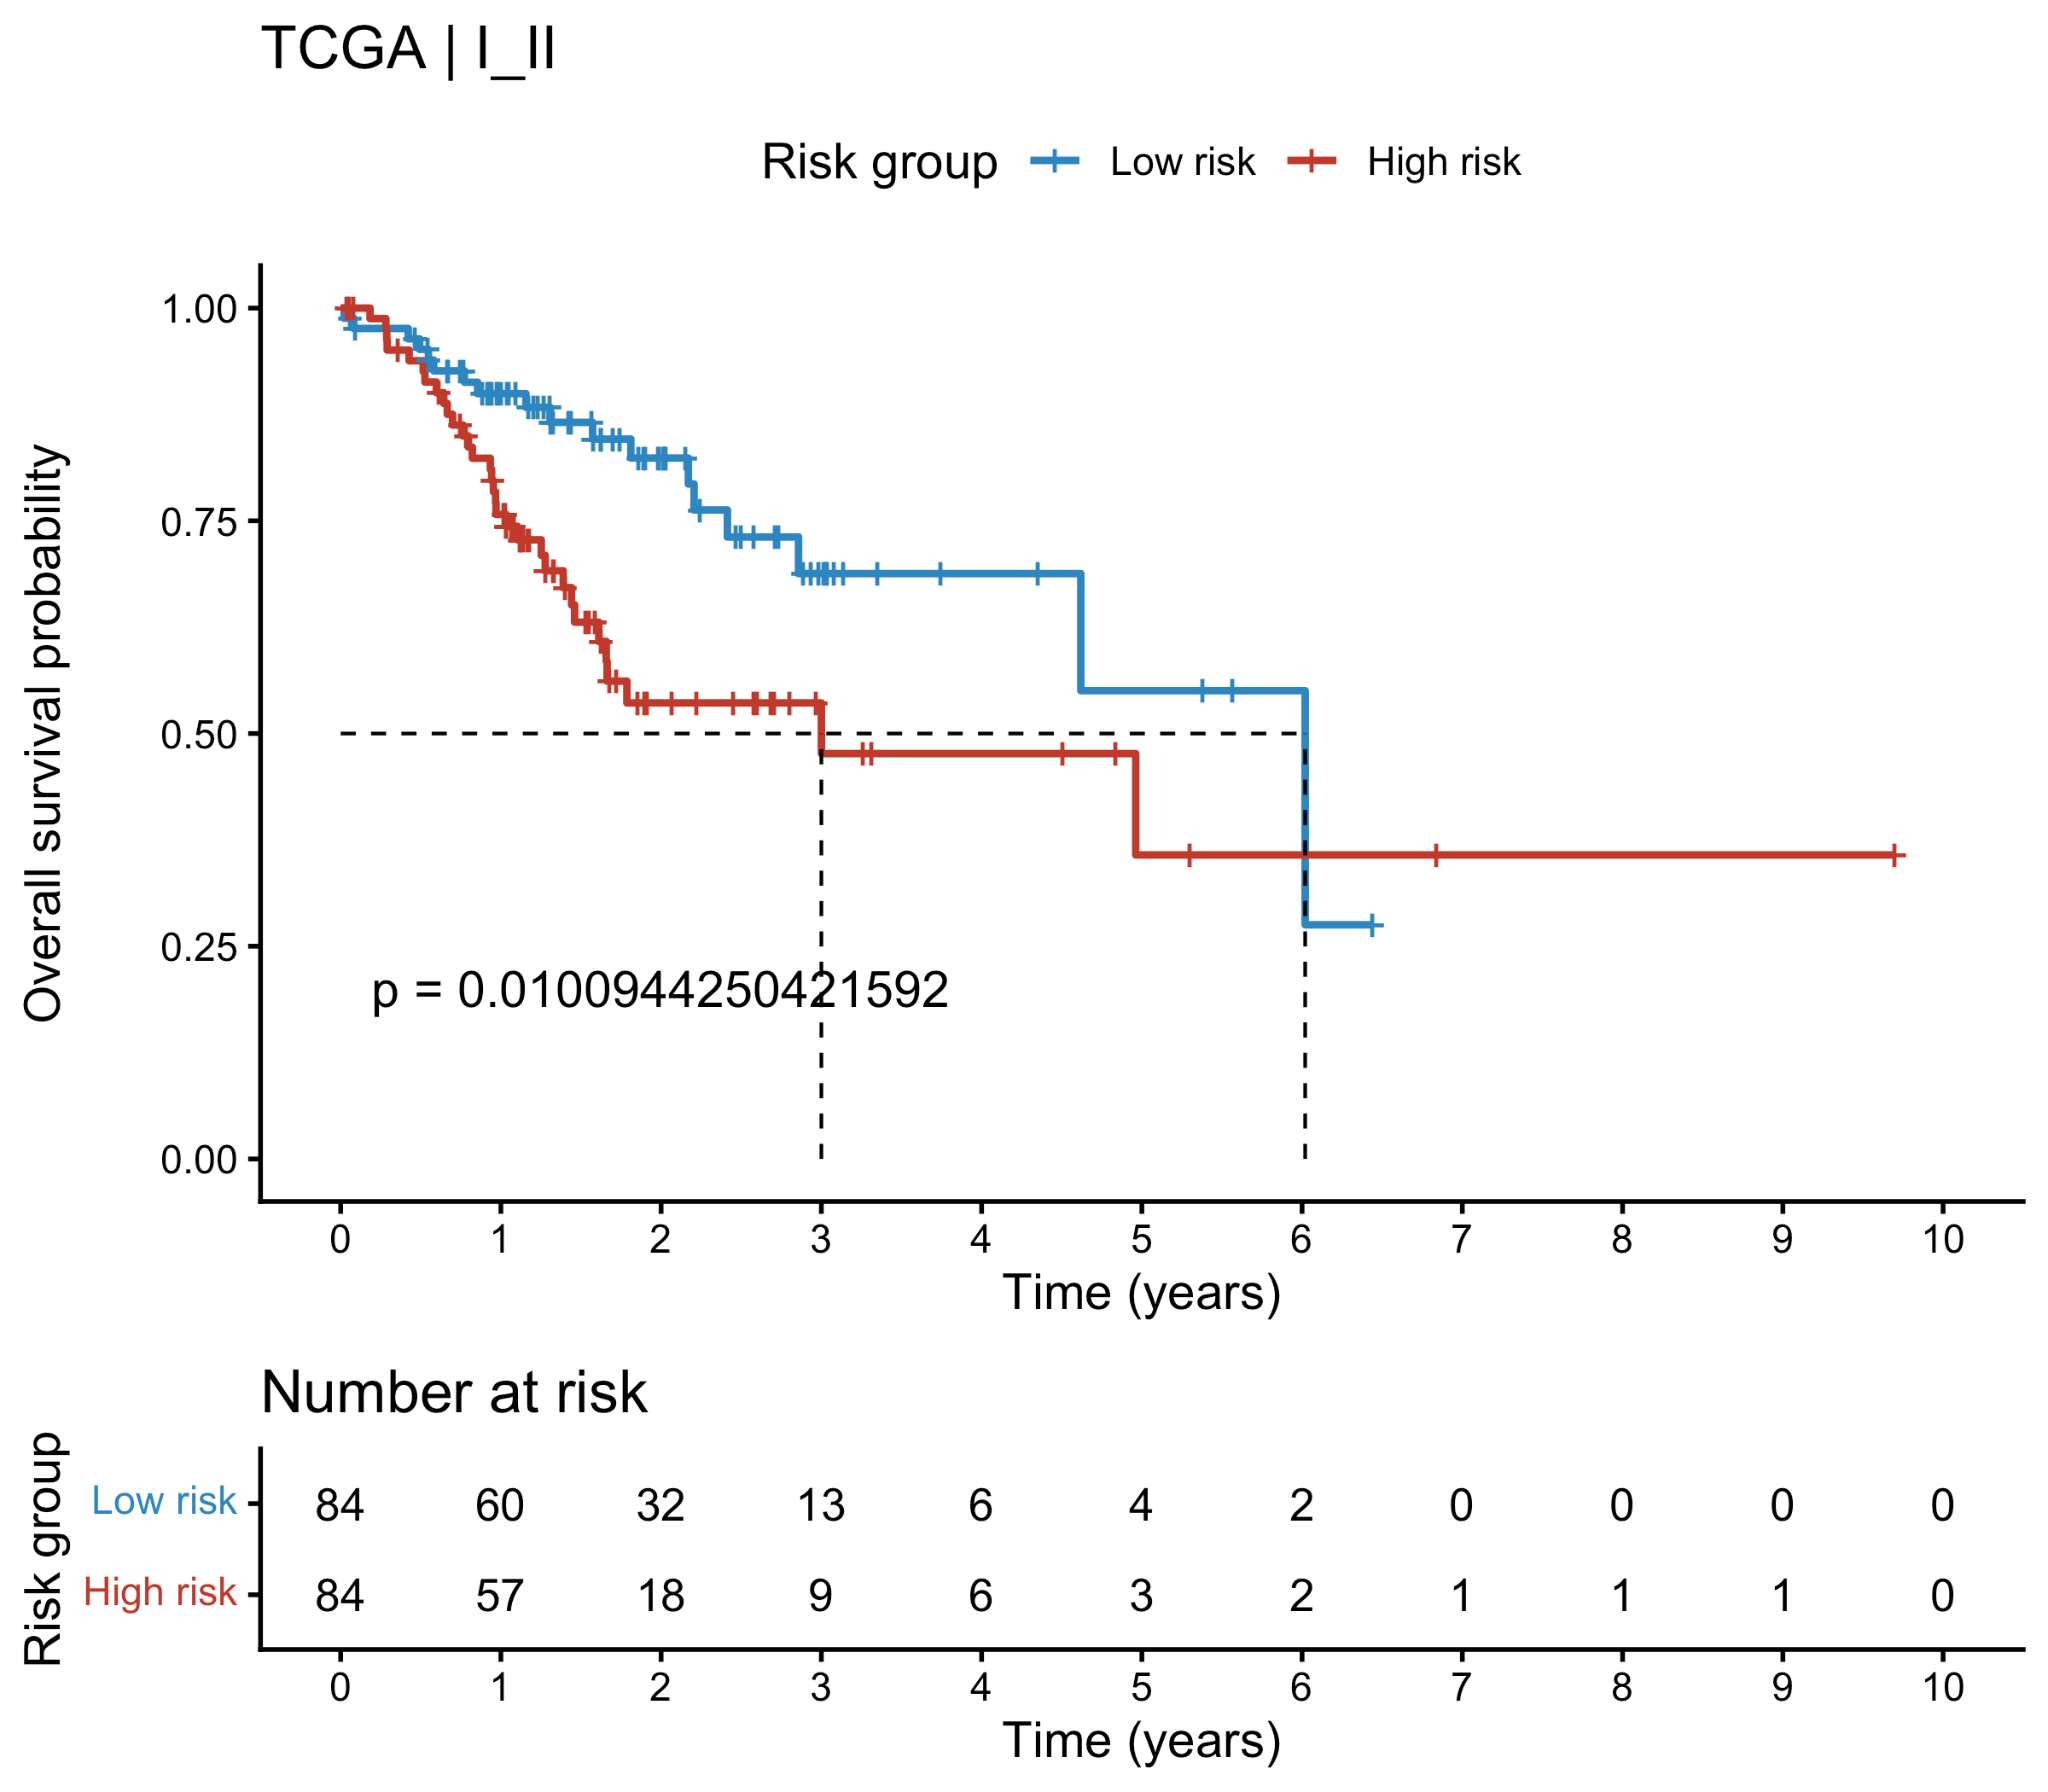 TCGA | I_II
Risk group Low risk High risk
Overall survival probability
1.00
0.75
0.50
0.25
0.00
p = 0.0100944250421592
0 1 2 3 4 5 6 7 8 9 10
Time (years)
Number at risk
Risk group
Low risk 84 60 32 13 6 4 2 0 0 0 0
High risk 84 57 18 9 6 3 2 1 1 1 0
0 1 2 3 4 5 6 7 8 9 10
Time (years)